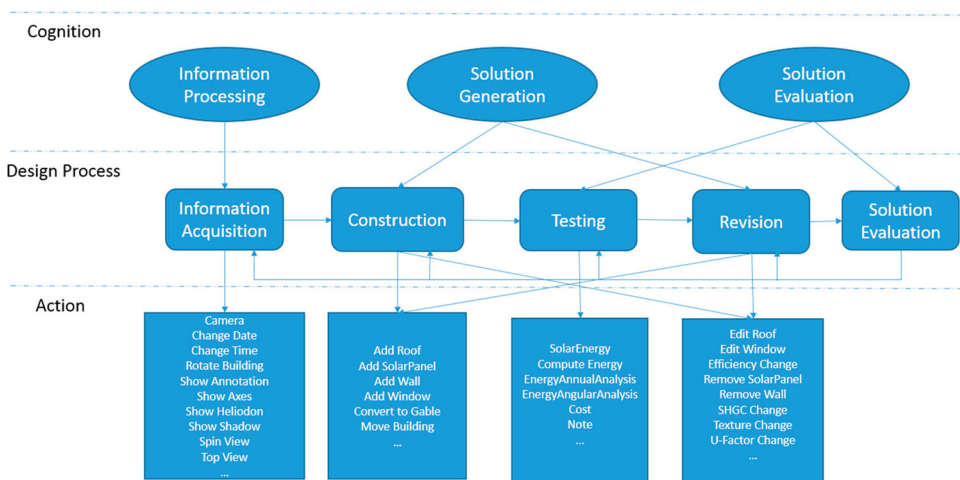 Cognition
Information
Processing
Solution
Generation
Solution
Evaluation
Design Process
Information
Acquisition
Construction
Testing
Revision
Solution
Evaluation
Action
Camera
Change Date
Change Time
Rotate Building
Show Annotation
Show Axes
Show Heliodon
Show Shadow
Spin View
Top View
...
Add Roof
Add SolarPanel
Add Wall
Add Window
Convert to Gable
Move Building
...
SolarEnergy
Compute Energy
EnergyAnnualAnalysis
EnergyAngularAnalysis
Cost
Note
...
Edit Roof
Edit Window
Efficiency Change
Remove SolarPanel
Remove Wall
SHGC Change
Texture Change
U-Factor Change
...